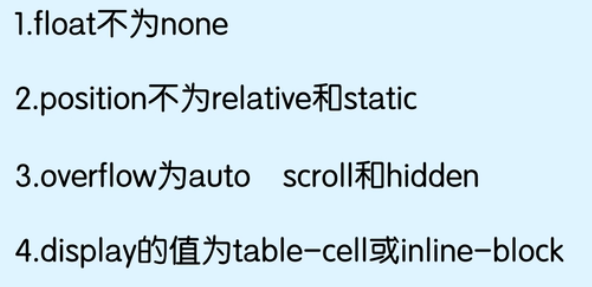 1.float不为none
2.position不为relative和static
3.overflow为auto scroll和hidden
4.display的值为table-cell或inline-block